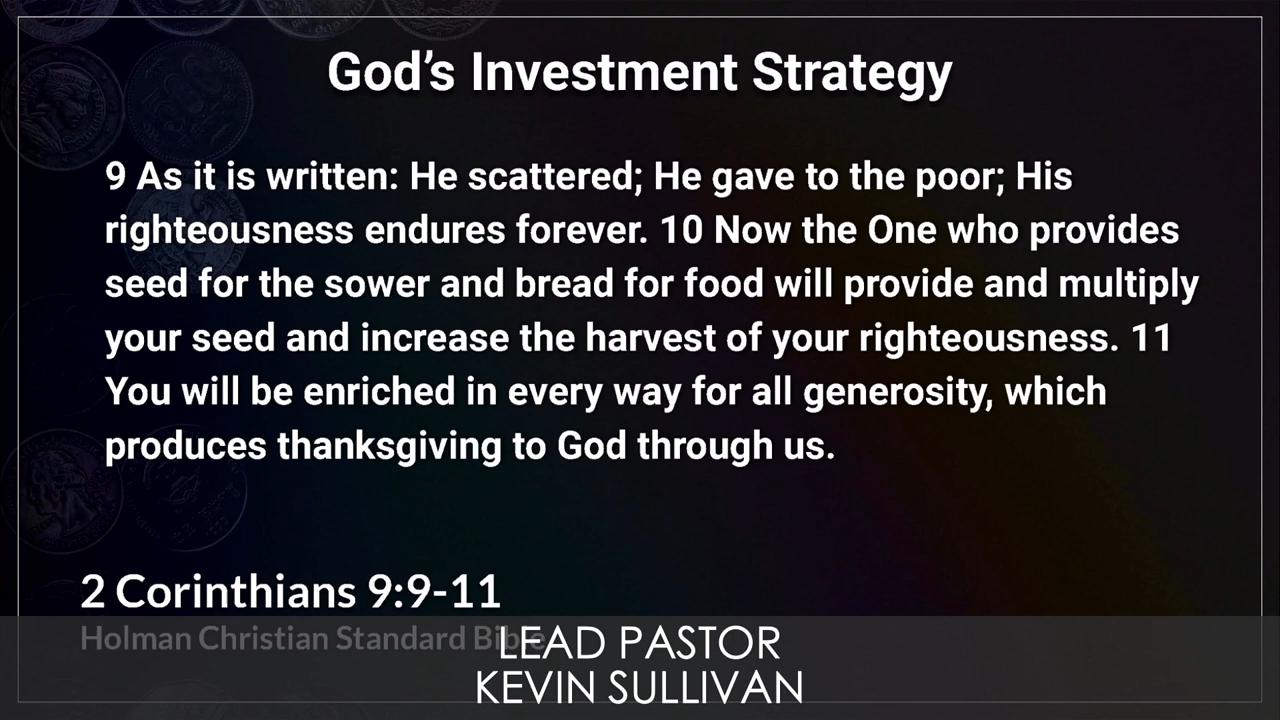 God’s Investment Strategy
9 As it is written: He scattered; He gave to the poor; His
righteousness endures forever. 10 Now the One who provides
seed for the sower and bread for food will provide and multiply
your seed and increase the harvest of your righteousness. 11
You will be enriched in every way for all generosity, which
produces thanksgiving to God through us.
2 Corinthians 9:9-11
Holman Christian Standard Bible
LEAD PASTOR
KEVIN SULLIVAN